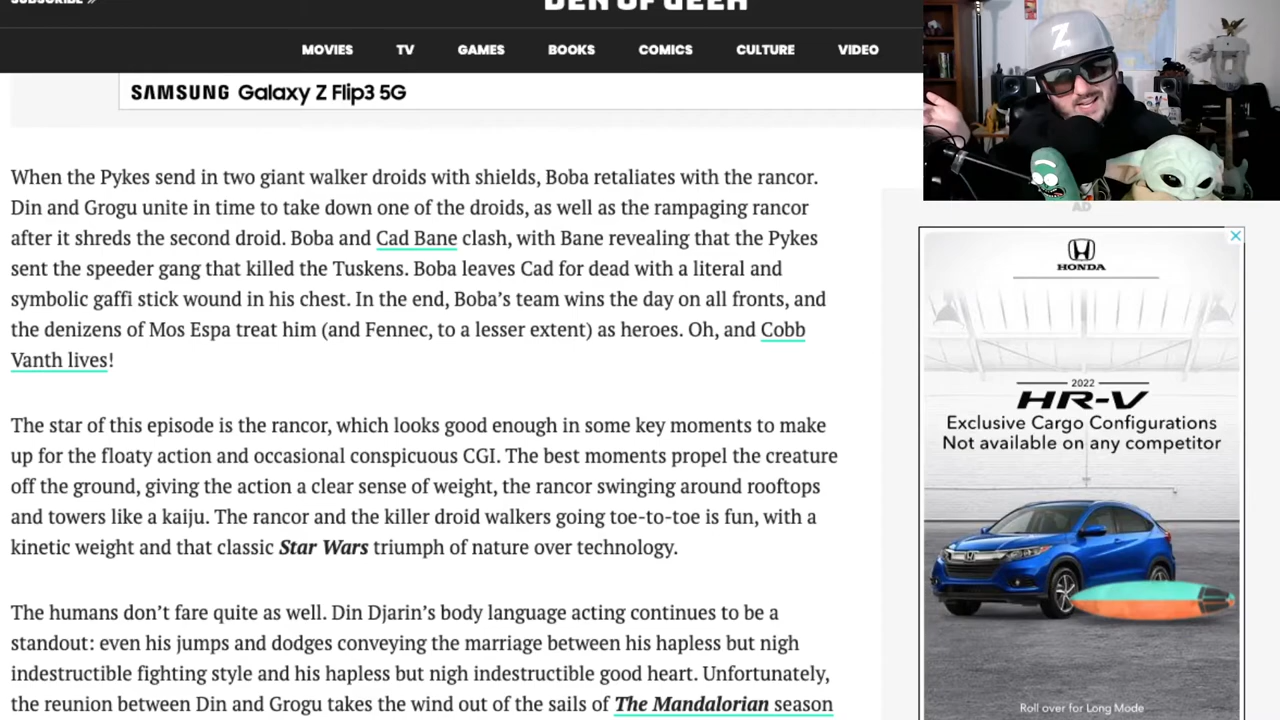 SUBSCRIBE »
DEN OF GEEK
MOVIES TV GAMES BOOKS COMICS CULTURE VIDEO
SAMSUNG Galaxy Z Flip3 5G
Z
When the Pykes send in two giant walker droids with shields, Boba retaliates with the rancor.
Din and Grogu unite in time to take down one of the droids, as well as the rampaging rancor
after it shreds the second droid. Boba and Cad Bane clash, with Bane revealing that the Pykes
sent the speeder gang that killed the Tuskens. Boba leaves Cad for dead with a literal and
symbolic gaffi stick wound in his chest. In the end, Boba’s team wins the day on all fronts, and
the denizens of Mos Espa treat him (and Fennec, to a lesser extent) as heroes. Oh, and Cobb
Vanth lives!
The star of this episode is the rancor, which looks good enough in some key moments to make
up for the floaty action and occasional conspicuous CGI. The best moments propel the creature
off the ground, giving the action a clear sense of weight, the rancor swinging around rooftops
and towers like a kaiju. The rancor and the killer droid walkers going toe-to-toe is fun, with a
kinetic weight and that classic Star Wars triumph of nature over technology.
The humans don’t fare quite as well. Din Djarin’s body language acting continues to be a
standout: even his jumps and dodges conveying the marriage between his hapless but nigh
indestructible fighting style and his hapless but nigh indestructible good heart. Unfortunately,
the reunion between Din and Grogu takes the wind out of the sails of The Mandalorian season
AD
HONDA
2022
HR-V
Exclusive Cargo Configurations
Not available on any competitor
Roll over for Long Mode